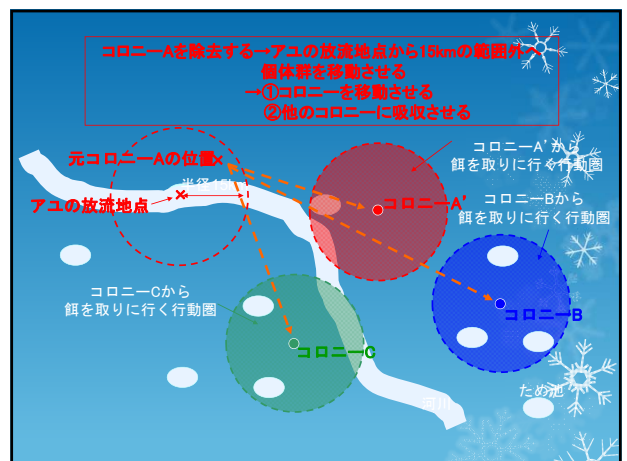 コロニーAを除去する→アユの放流地点から15kmの範囲外へ
個体群を移動させる
→①コロニーを移動させる
②他のコロニーに吸収させる
元コロニーAの位置
半径15k
アユの放流地点
コロニーA'から
餌を取りに行く行動圏
コロニーA'
コロニーBから
餌を取りに行く行動圏
コロニーCから
餌を取りに行く行動圏
コロニーB
コロニーC
ため池
河川